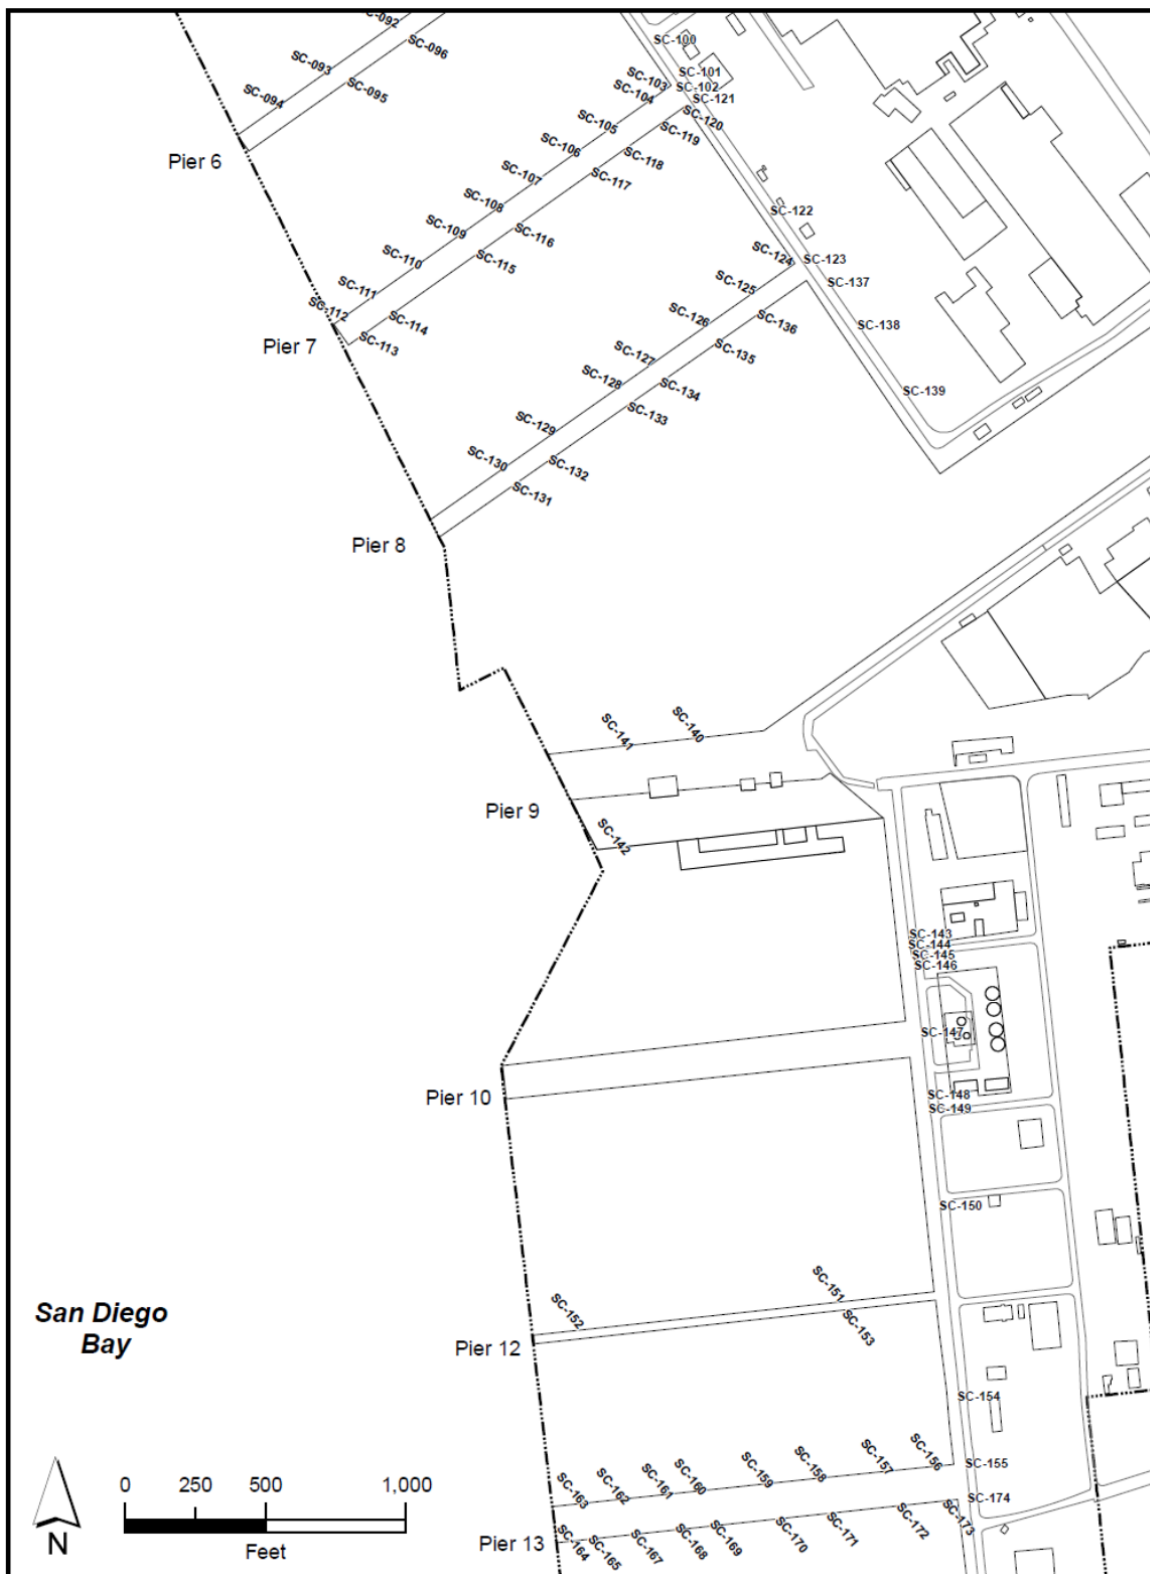 SC-092
SC-096
SC-093
SC-095
SC-094
Pier 6
SC-100
SC-101
SC-102
SC-103
SC-104
SC-121
SC-120
SC-119
SC-105
SC-118
SC-106
SC-117
SC-107
SC-108
SC-116
SC-109
SC-115
SC-110
SC-111
SC-114
SC-112
SC-113
Pier 7
SC-122
SC-123
SC-124
SC-137
SC-125
SC-136
SC-138
SC-126
SC-135
SC-127
SC-134
SC-128
SC-139
SC-133
SC-129
SC-132
SC-130
SC-131
Pier 8
SC-140
SC-141
Pier 9
SC-142
SC-143
SC-144
SC-145
SC-146
SC-147
Pier 10
SC-148
SC-149
SC-150
SC-151
SC-152
SC-153
Pier 12
San Diego
Bay
SC-154
SC-155
SC-156
SC-157
SC-158
SC-159
SC-160
SC-161
SC-162
SC-163
SC-174
SC-173
SC-172
SC-171
SC-170
SC-169
SC-168
SC-167
SC-165
SC-164
Pier 13
0 250 500 1,000
Feet
N